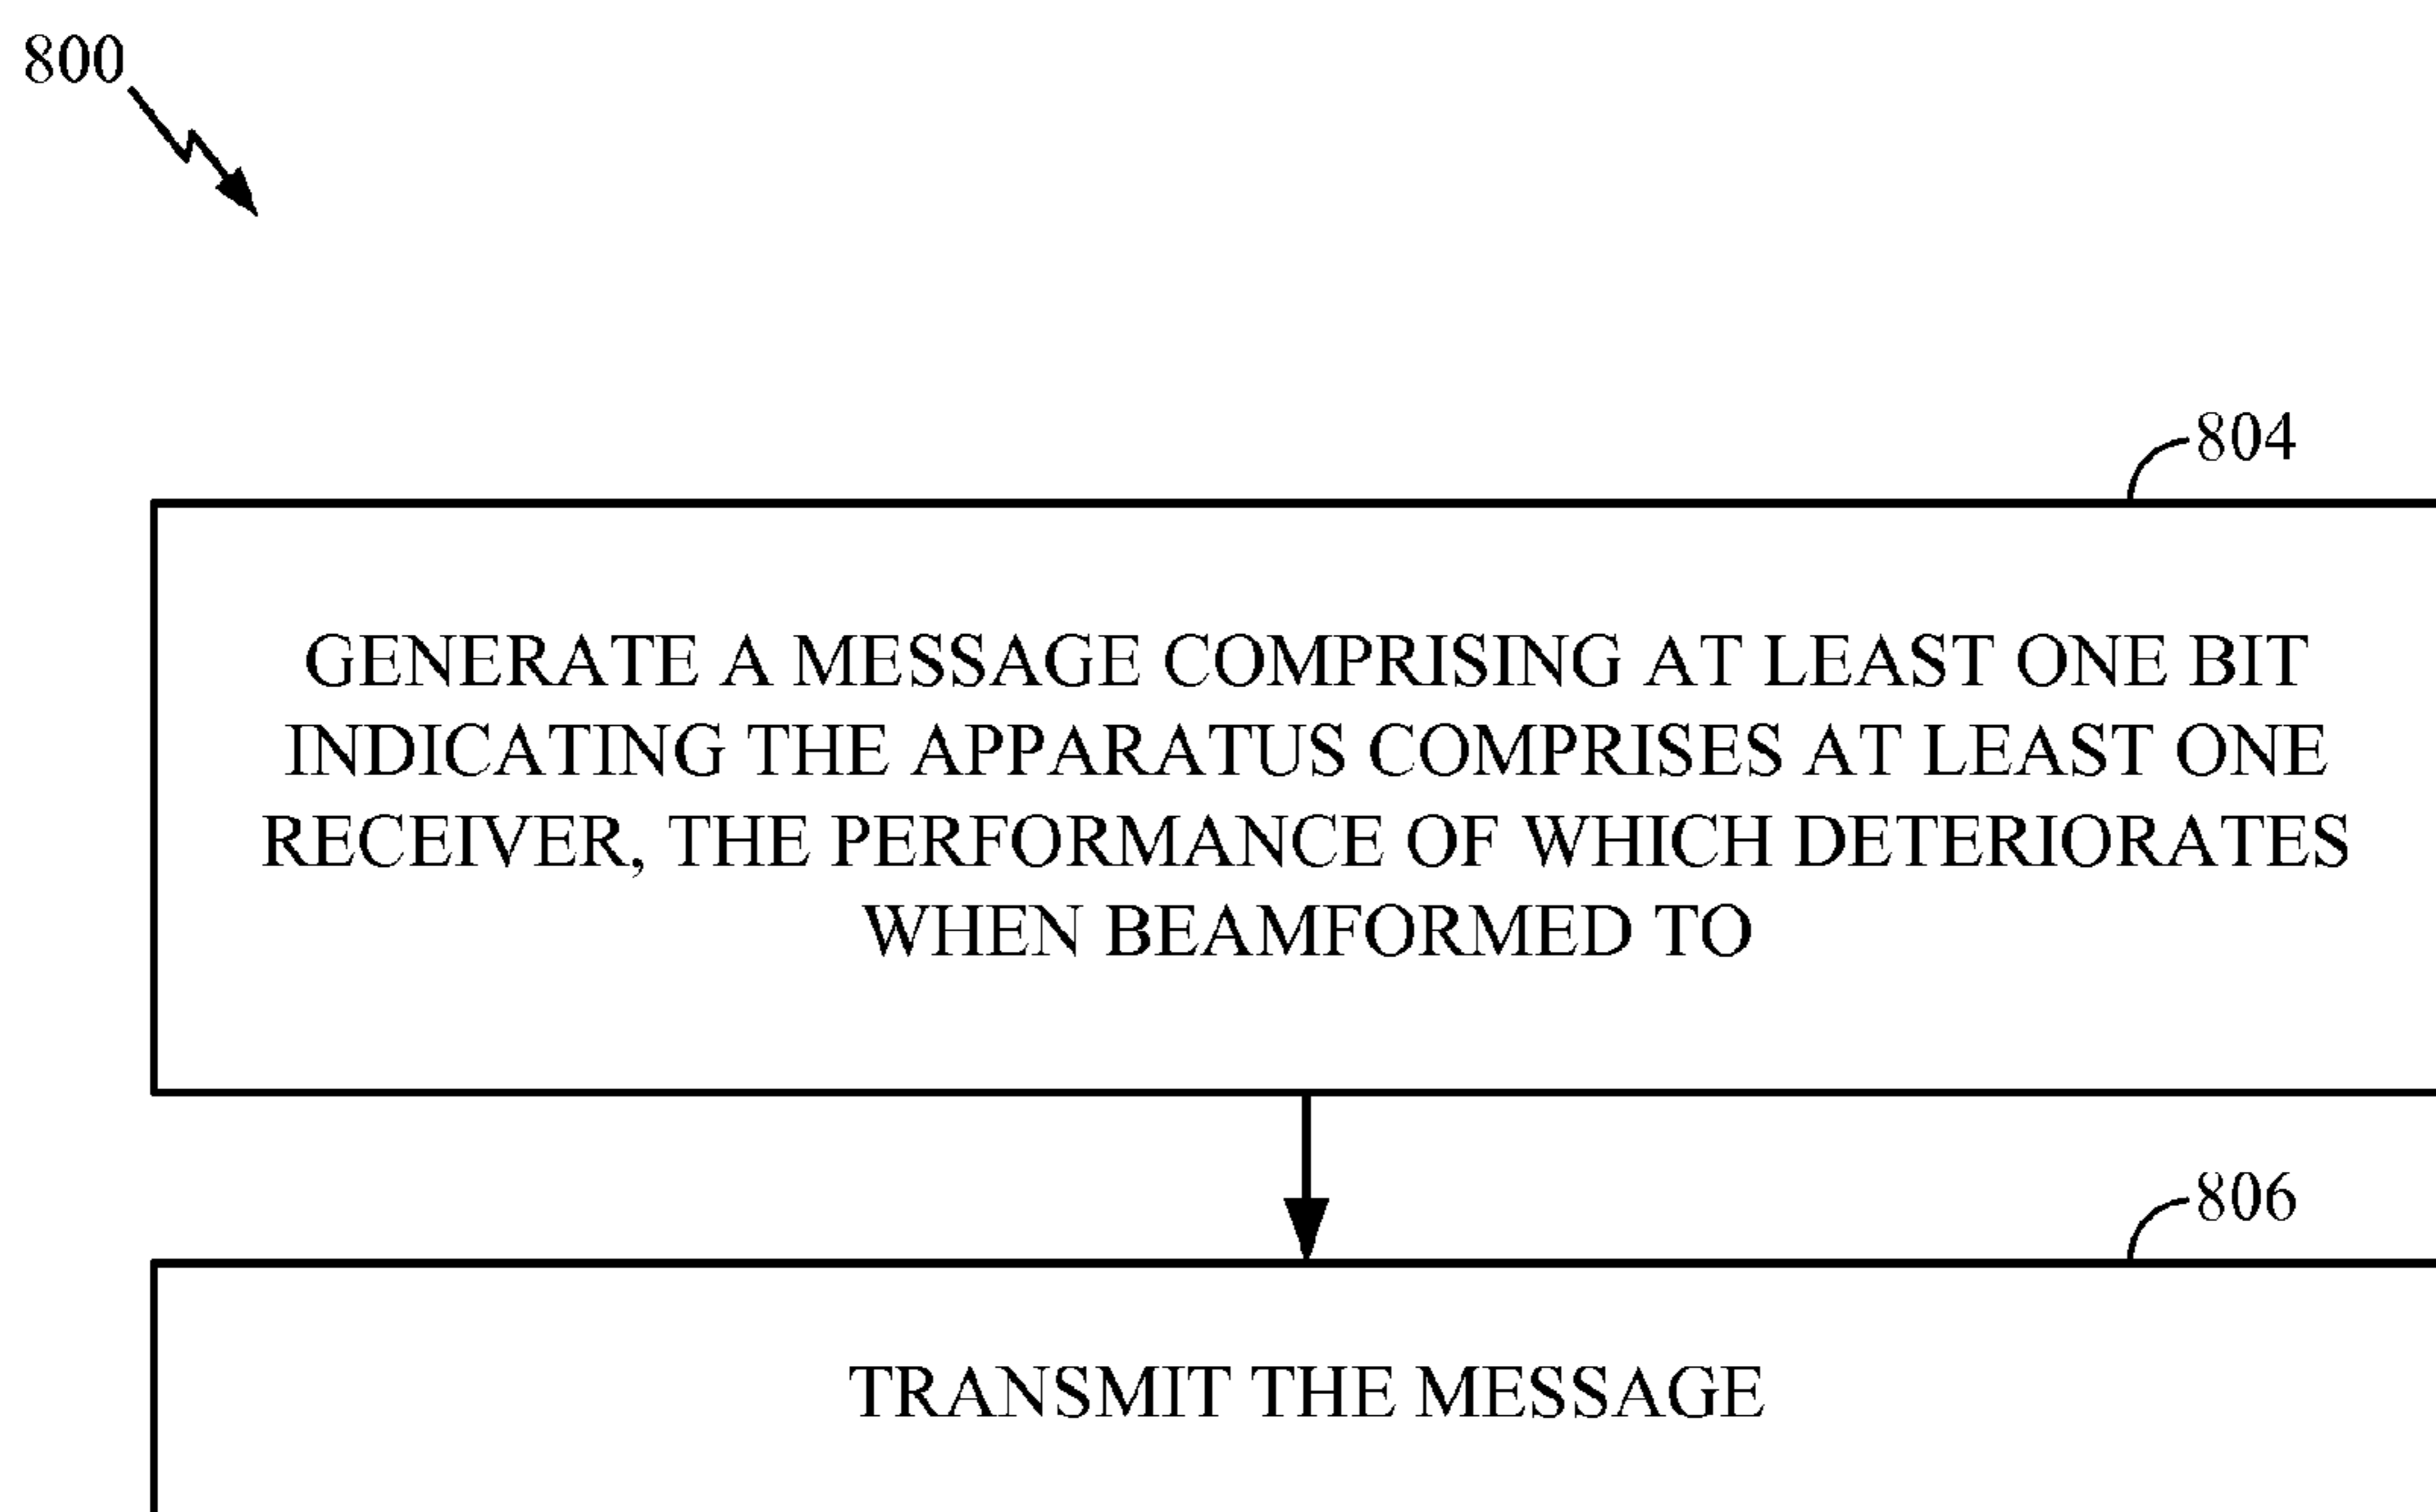 800
804
GENERATE A MESSAGE COMPRISING AT LEAST ONE BIT
INDICATING THE APPARATUS COMPRISES AT LEAST ONE
RECEIVER, THE PERFORMANCE OF WHICH DETERIORATES
WHEN BEAMFORMED TO
806
TRANSMIT THE MESSAGE